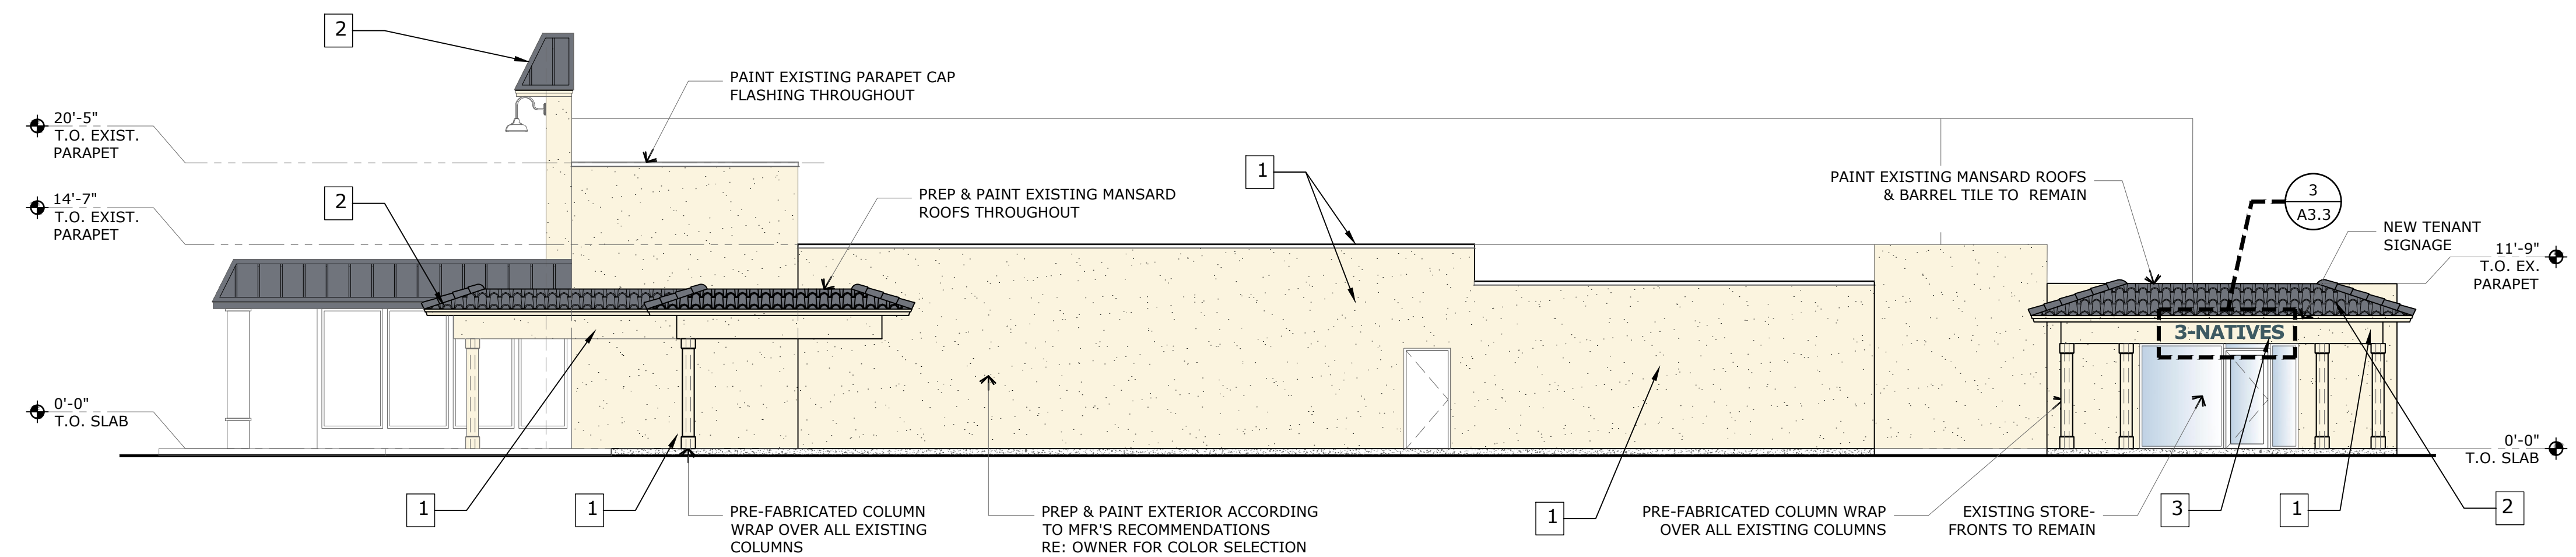 2
PAINT EXISTING PARAPET CAP
FLASHING THROUGHOUT
20'-5"
T.O. EXIST.
PARAPET
1
PAINT EXISTING MANSARD ROOFS
& BARREL TILE TO REMAIN
3
A3.3
2
14'-7"
T.O. EXIST.
PARAPET
PREP & PAINT EXISTING MANSARD
ROOFS THROUGHOUT
NEW TENANT
SIGNAGE
11'-9"
T.O. EX.
PARAPET
3-NATIVES
0'-0"
T.O. SLAB
0'-0"
T.O. SLAB
1
1
PRE-FABRICATED COLUMN
WRAP OVER ALL EXISTING
COLUMNS
PREP & PAINT EXTERIOR ACCORDING
TO MFR'S RECOMMENDATIONS
RE: OWNER FOR COLOR SELECTION
1
PRE-FABRICATED COLUMN WRAP
OVER ALL EXISTING COLUMNS
EXISTING STORE-
FRONTS TO REMAIN
3
1
2